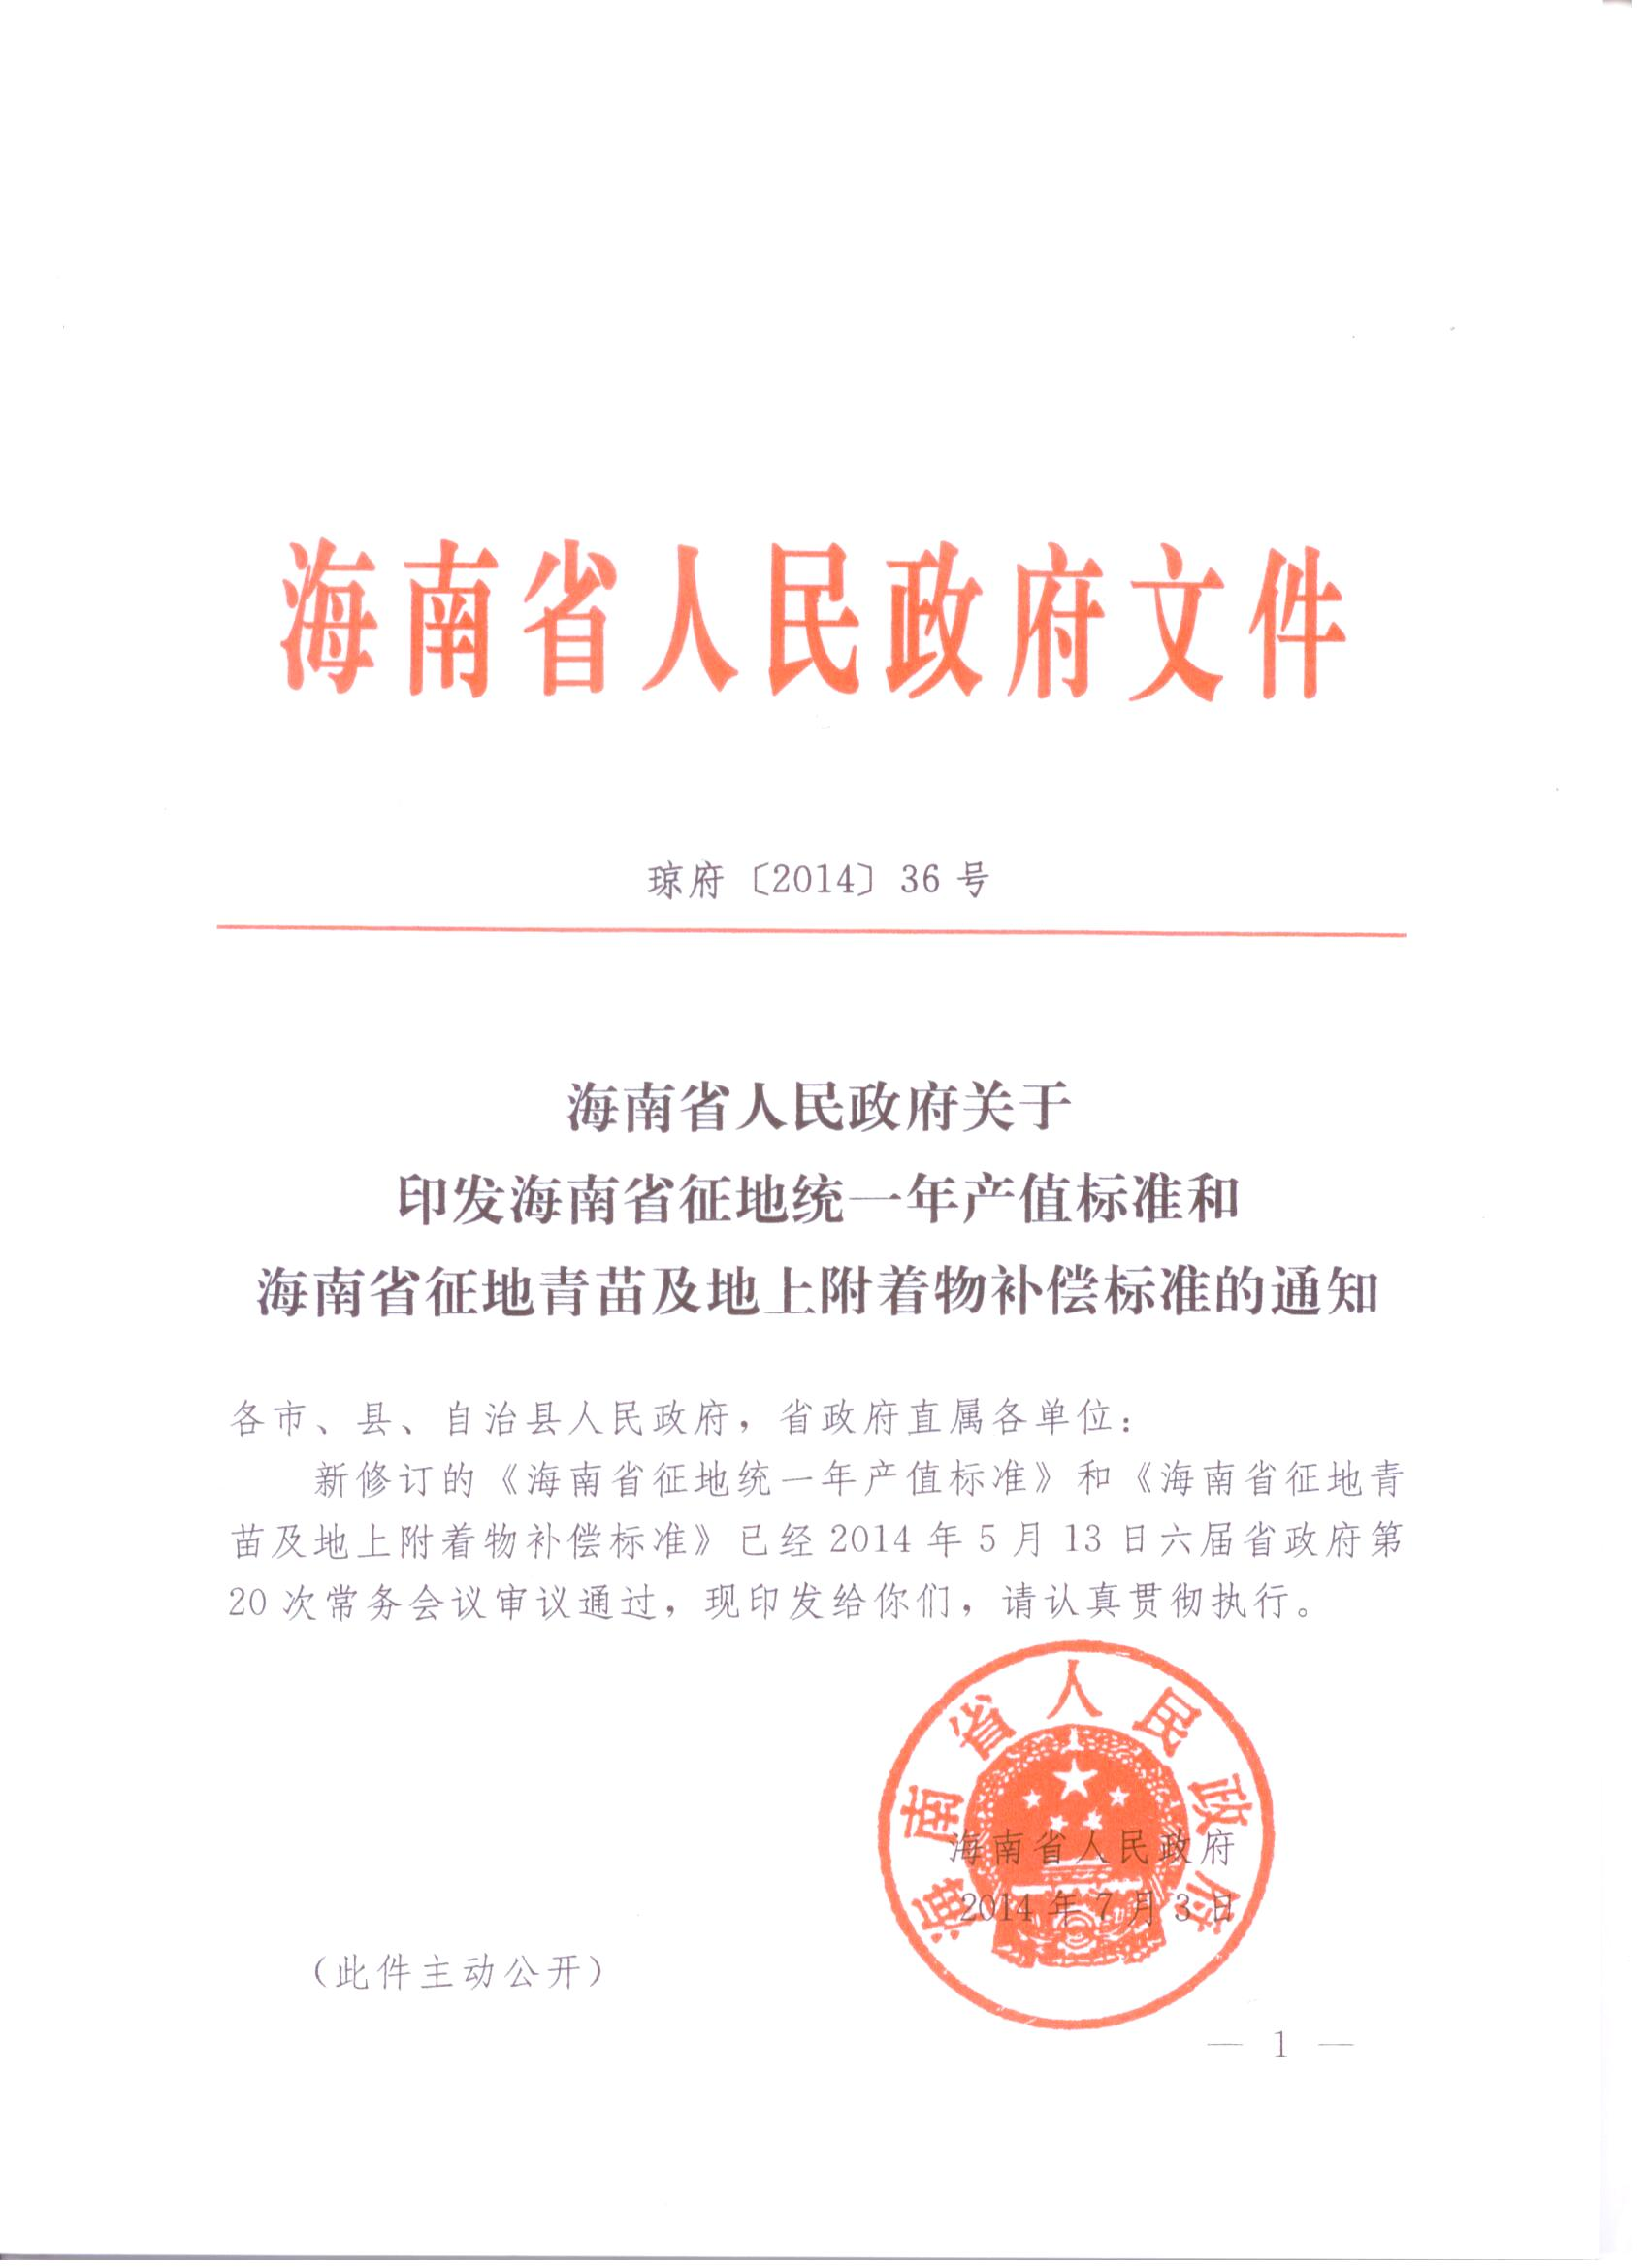 海南省人民政府文件
琼府〔2014〕36号
海南省人民政府关于
印发海南省征地统一年产值标准和
海南省征地青苗及地上附着物补偿标准的通知
各市、县、自治县人民政府，省政府直属各单位：
新修订的《海南省征地统一年产值标准》和《海南省征地青
苗及地上附着物补偿标准》已经2014年5月13日六届省政府第
20次常务会议审议通过，现印发给你们，请认真贯彻执行。
海南省人民政府
海南省人民政府
2014年7月3日
（此件主动公开）
— 1 —